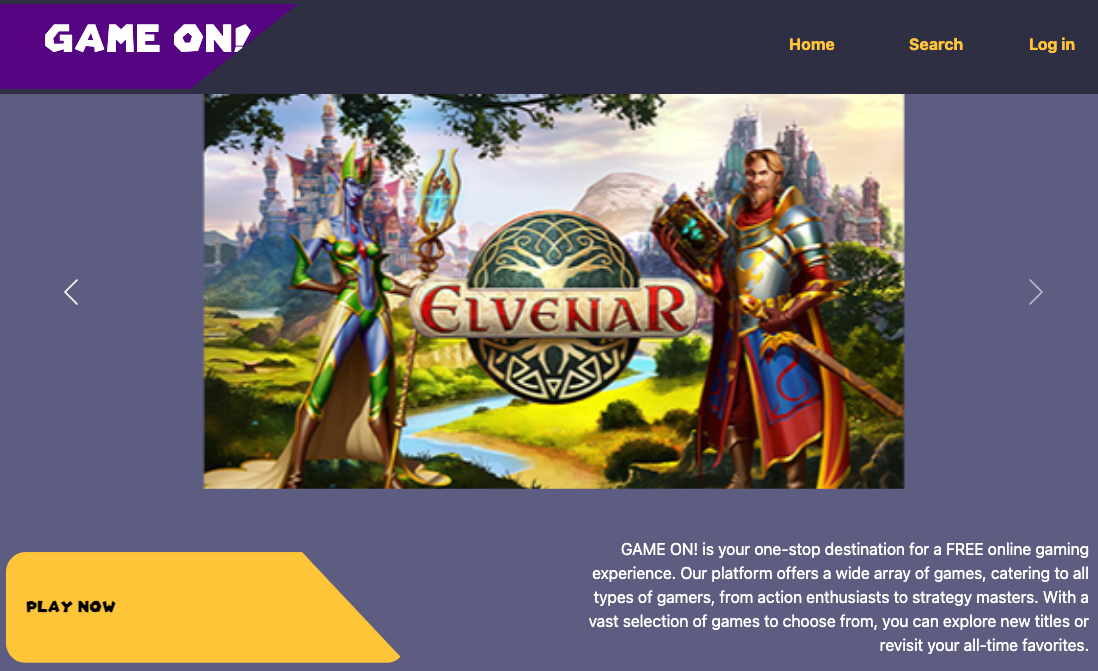 GAME ON!
Home
Search
Log in
ELVENAR
PLAY NOW
GAME ON! is your one-stop destination for a FREE online gaming
experience. Our platform offers a wide array of games, catering to all
types of gamers, from action enthusiasts to strategy masters. With a
vast selection of games to choose from, you can explore new titles or
revisit your all-time favorites.